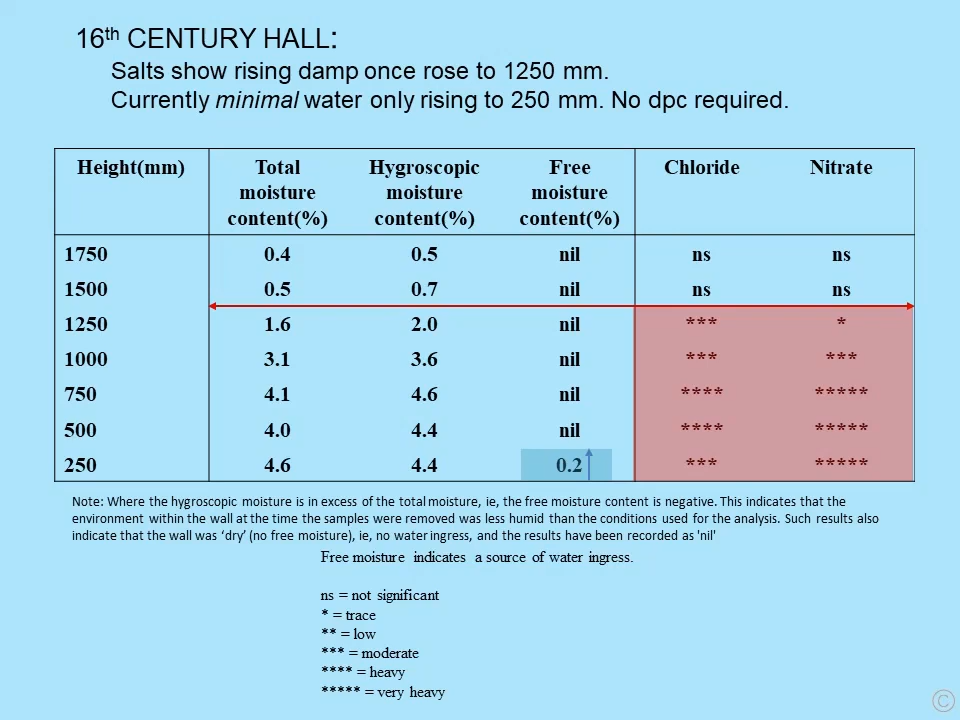 16th CENTURY HALL:
Salts show rising damp once rose to 1250 mm.
Currently minimal water only rising to 250 mm. No dpc required.
Height(mm) Total moisture content(%) Hygroscopic moisture content(%) Free moisture content(%) Chloride Nitrate
1750 0.4 0.5 nil ns ns
1500 0.5 0.7 nil ns ns
1250 1.6 2.0 nil *** *
1000 3.1 3.6 nil *** ***
750 4.1 4.6 nil **** *****
500 4.0 4.4 nil **** *****
250 4.6 4.4 0.2 *** *****
Note: Where the hygroscopic moisture is in excess of the total moisture, ie, the free moisture content is negative. This indicates that the
environment within the wall at the time the samples were removed was less humid than the conditions used for the analysis. Such results also
indicate that the wall was ‘dry’ (no free moisture), ie, no water ingress, and the results have been recorded as 'nil'
Free moisture indicates a source of water ingress.
ns = not significant
* = trace
** = low
*** = moderate
**** = heavy
***** = very heavy
©